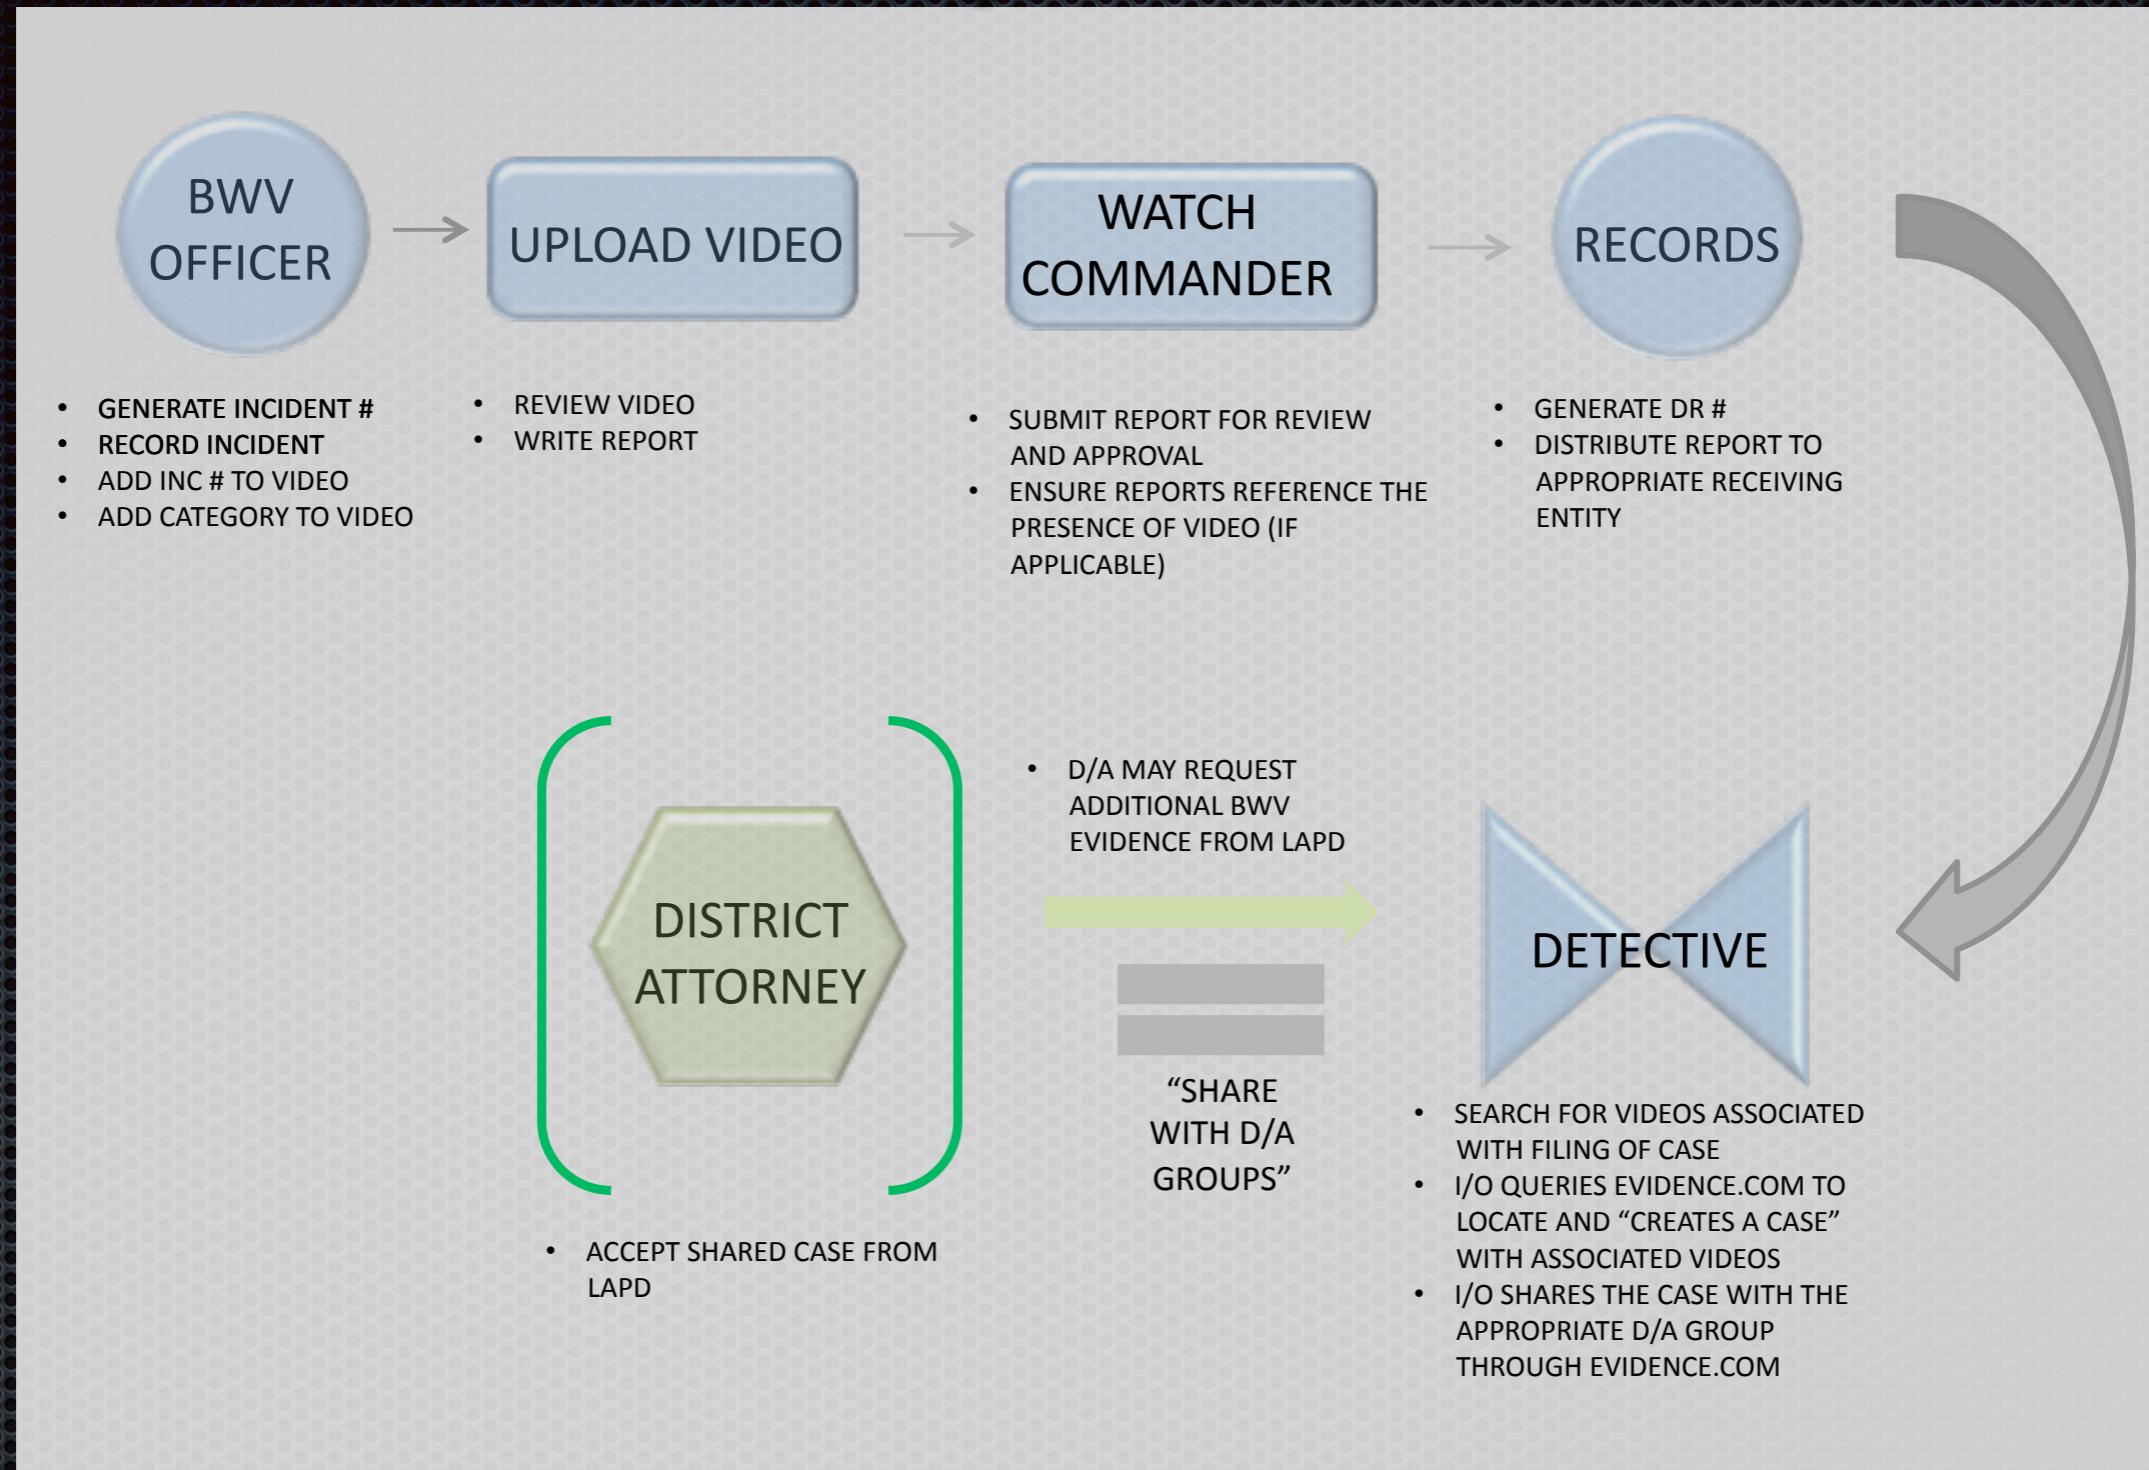 BWV
OFFICER
UPLOAD VIDEO
WATCH
COMMANDER
RECORDS
• GENERATE INCIDENT #
• RECORD INCIDENT
• ADD INC # TO VIDEO
• ADD CATEGORY TO VIDEO
• REVIEW VIDEO
• WRITE REPORT
• SUBMIT REPORT FOR REVIEW
AND APPROVAL
• ENSURE REPORTS REFERENCE THE
PRESENCE OF VIDEO (IF
APPLICABLE)
• GENERATE DR #
• DISTRIBUTE REPORT TO
APPROPRIATE RECEIVING
ENTITY
DISTRICT
ATTORNEY
• ACCEPT SHARED CASE FROM
LAPD
• D/A MAY REQUEST
ADDITIONAL BWV
EVIDENCE FROM LAPD
“SHARE
WITH D/A
GROUPS”
DETECTIVE
• SEARCH FOR VIDEOS ASSOCIATED
WITH FILING OF CASE
• I/O QUERIES EVIDENCE.COM TO
LOCATE AND “CREATES A CASE”
WITH ASSOCIATED VIDEOS
• I/O SHARES THE CASE WITH THE
APPROPRIATE D/A GROUP
THROUGH EVIDENCE.COM